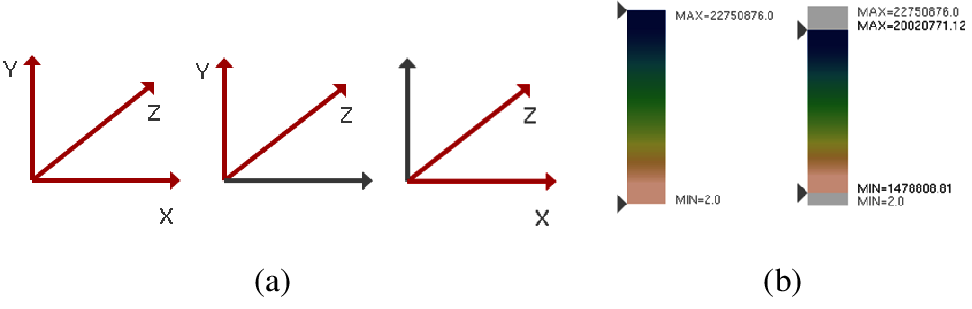 Y
Z
X
Y
Z
Z
X
(a)
MAX=22750876.0
MIN=2.0
MAX=22750876.0
MAX=20020771.12
MIN=1478808.81
MIN=2.0
(b)